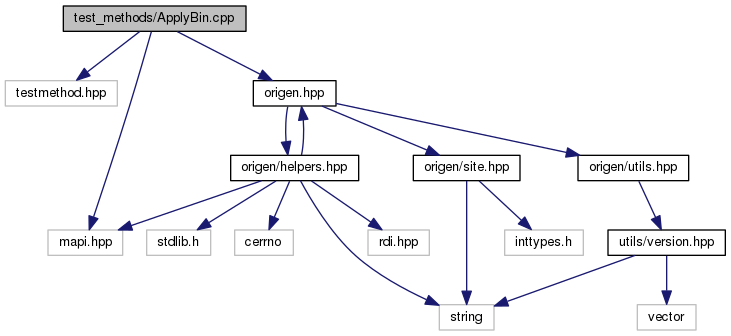 test_methods/ApplyBin.cpp
testmethod.hpp
origen.hpp
origen/helpers.hpp
origen/site.hpp
origen/utils.hpp
mapi.hpp
stdlib.h
cerrno
rdi.hpp
inttypes.h
utils/version.hpp
string
vector